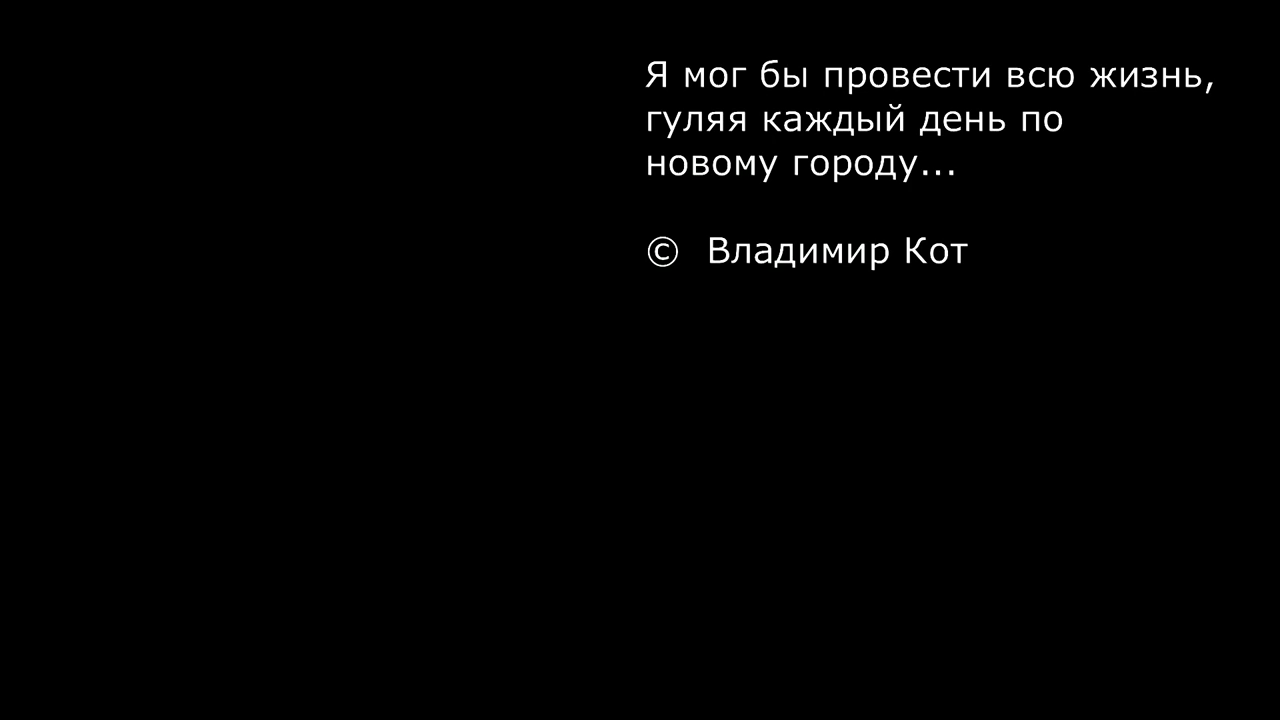 Я мог бы провести всю жизнь,
гуляя каждый день по
новому городу...
© Владимир Кот